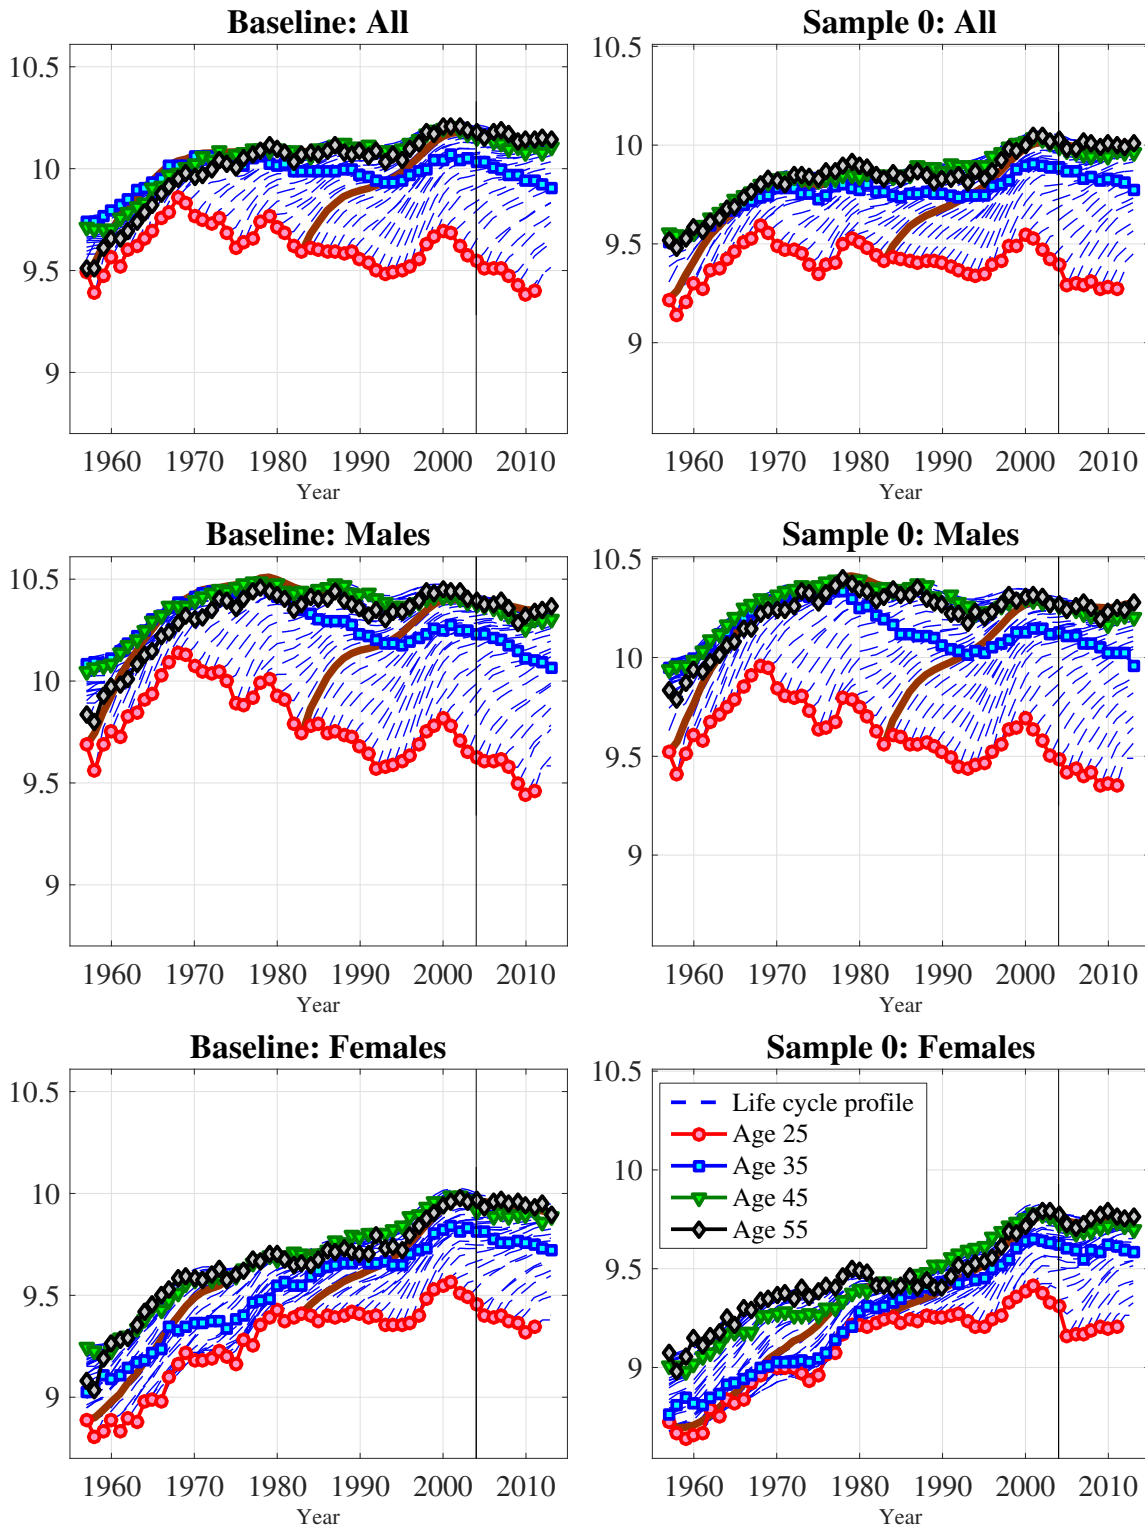 Baseline: All
10.5
10
9.5
9
1960 1970 1980 1990 2000 2010
Year
Sample 0: All
10.5
10
9.5
9
1960 1970 1980 1990 2000 2010
Year
Baseline: Males
10.5
10
9.5
9
1960 1970 1980 1990 2000 2010
Year
Sample 0: Males
10.5
10
9.5
9
1960 1970 1980 1990 2000 2010
Year
Baseline: Females
10.5
10
9.5
9
1960 1970 1980 1990 2000 2010
Year
Sample 0: Females
10.5
10
9.5
9
Life cycle profile
Age 25
Age 35
Age 45
Age 55
1960 1970 1980 1990 2000 2010
Year